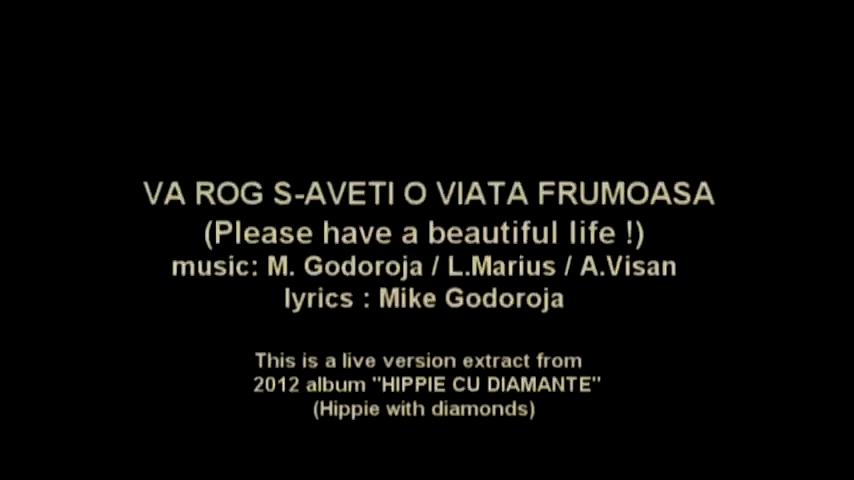 VA ROG S-AVETI O VIATA FRUMOASA
(Please have a beautiful life !)
music: M. Godoroja / L.Marius / A.Visan
lyrics : Mike Godoroja
This is a live version extract from
2012 album "HIPPIE CU DIAMANTE"
(Hippie with diamonds)